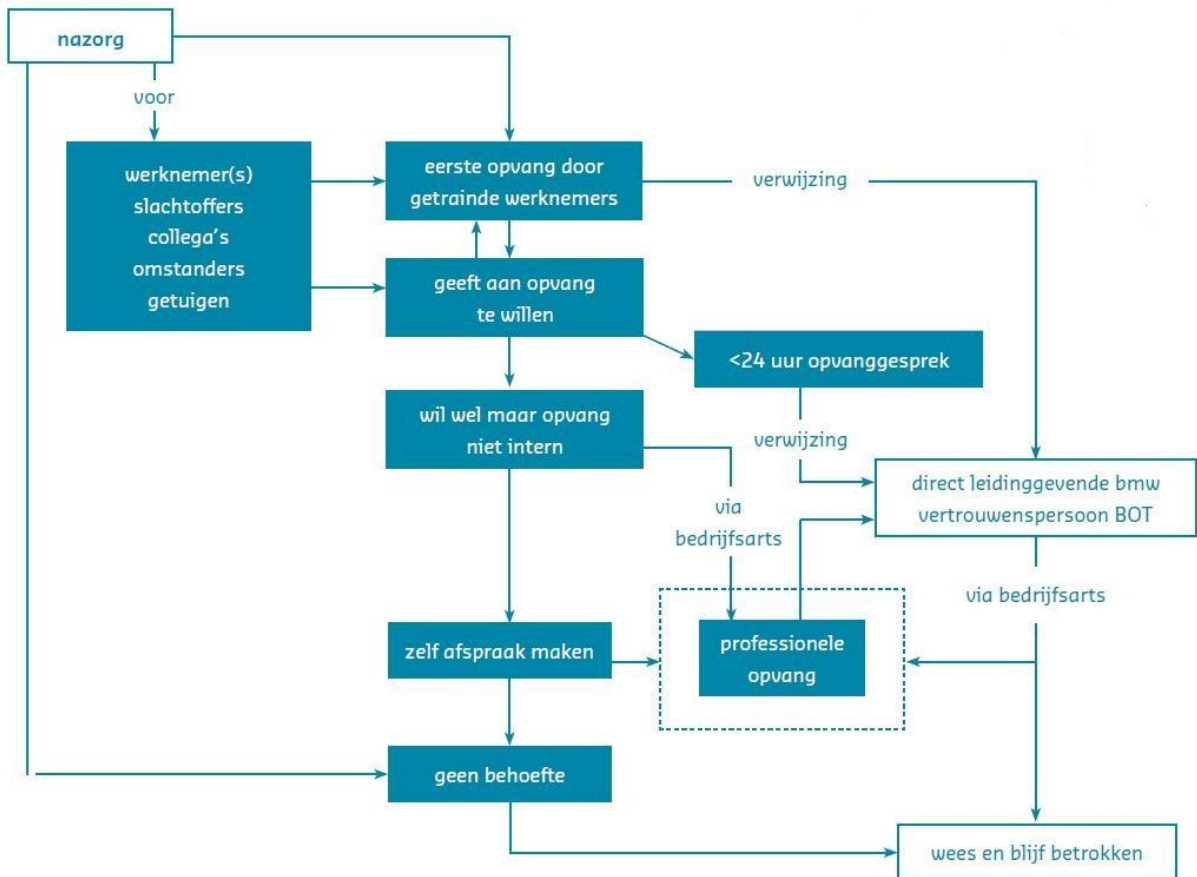 nazorg
voor
werknemer(s)
slachtoffers
collega's
omstanders
getuigen
eerste opvang door
getrainde werknemers
verwijzing
geeft aan opvang
te willen
<24 uur opvanggesprek
wil wel maar opvang
niet intern
verwijzing
direct leidinggevende bmw
vertrouwenspersoon BOT
via
bedrijfsarts
via bedrijfsarts
zelf afspraak maken
professionele
opvang
geen behoefte
wees en blijf betrokken